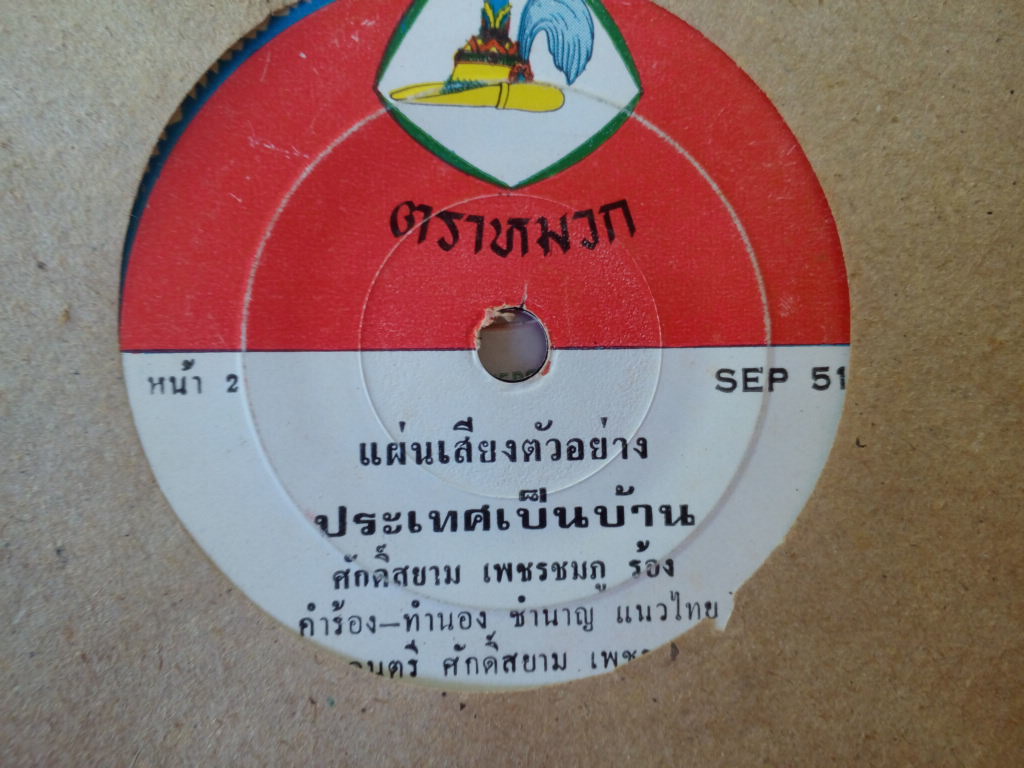 ตราหมวก
หน้า 2
SEP 51
แผ่นเสียงตัวอย่าง
ประเทศเป็นบ้าน
ศักดิ์สยาม เพชรชมภู ร้อง
คำร้อง–ทำนอง ชำนาญ แนวไทย
ศักดิ์สยาม